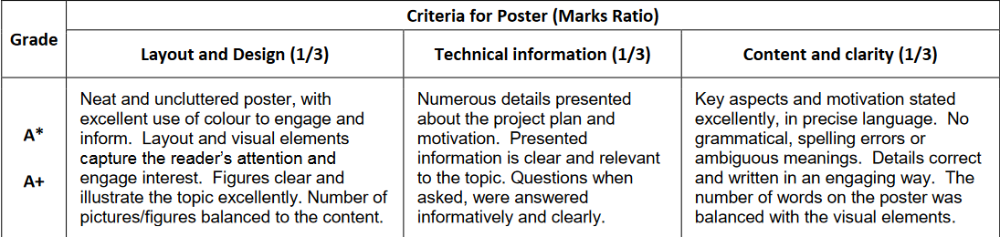 Grade
Criteria for Poster (Marks Ratio)
Layout and Design (1/3)
Technical information (1/3)
Content and clarity (1/3)
A*
A+
Neat and uncluttered poster, with
excellent use of colour to engage and
inform.  Layout and visual elements
capture the reader's attention and
engage interest.  Figures clear and
illustrate the topic excellently. Number of
pictures/figures balanced to the content.
Numerous details presented
about the project plan and
motivation.  Presented
information is clear and relevant
to the topic. Questions when
asked, were answered
informatively and clearly.
Key aspects and motivation stated
excellently, in precise language.  No
grammatical, spelling errors or
ambiguous meanings.  Details correct
and written in an engaging way.  The
number of words on the poster was
balanced with the visual elements.